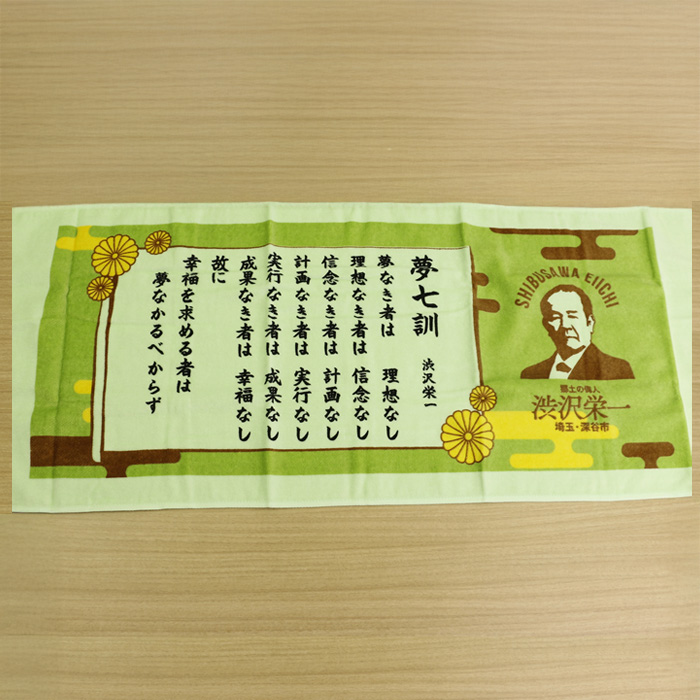 夢七訓
渋沢栄一
夢なき者は 理想なし
理想なき者は 信念なし
信念なき者は 計画なし
計画なき者は 実行なし
実行なき者は 成果なし
成果なき者は 幸福なし
故に
幸福を求める者は
夢なかるべからず
SHIBUSAWA EIICHI
郷土の偉人
渋沢栄一
埼玉・深谷市